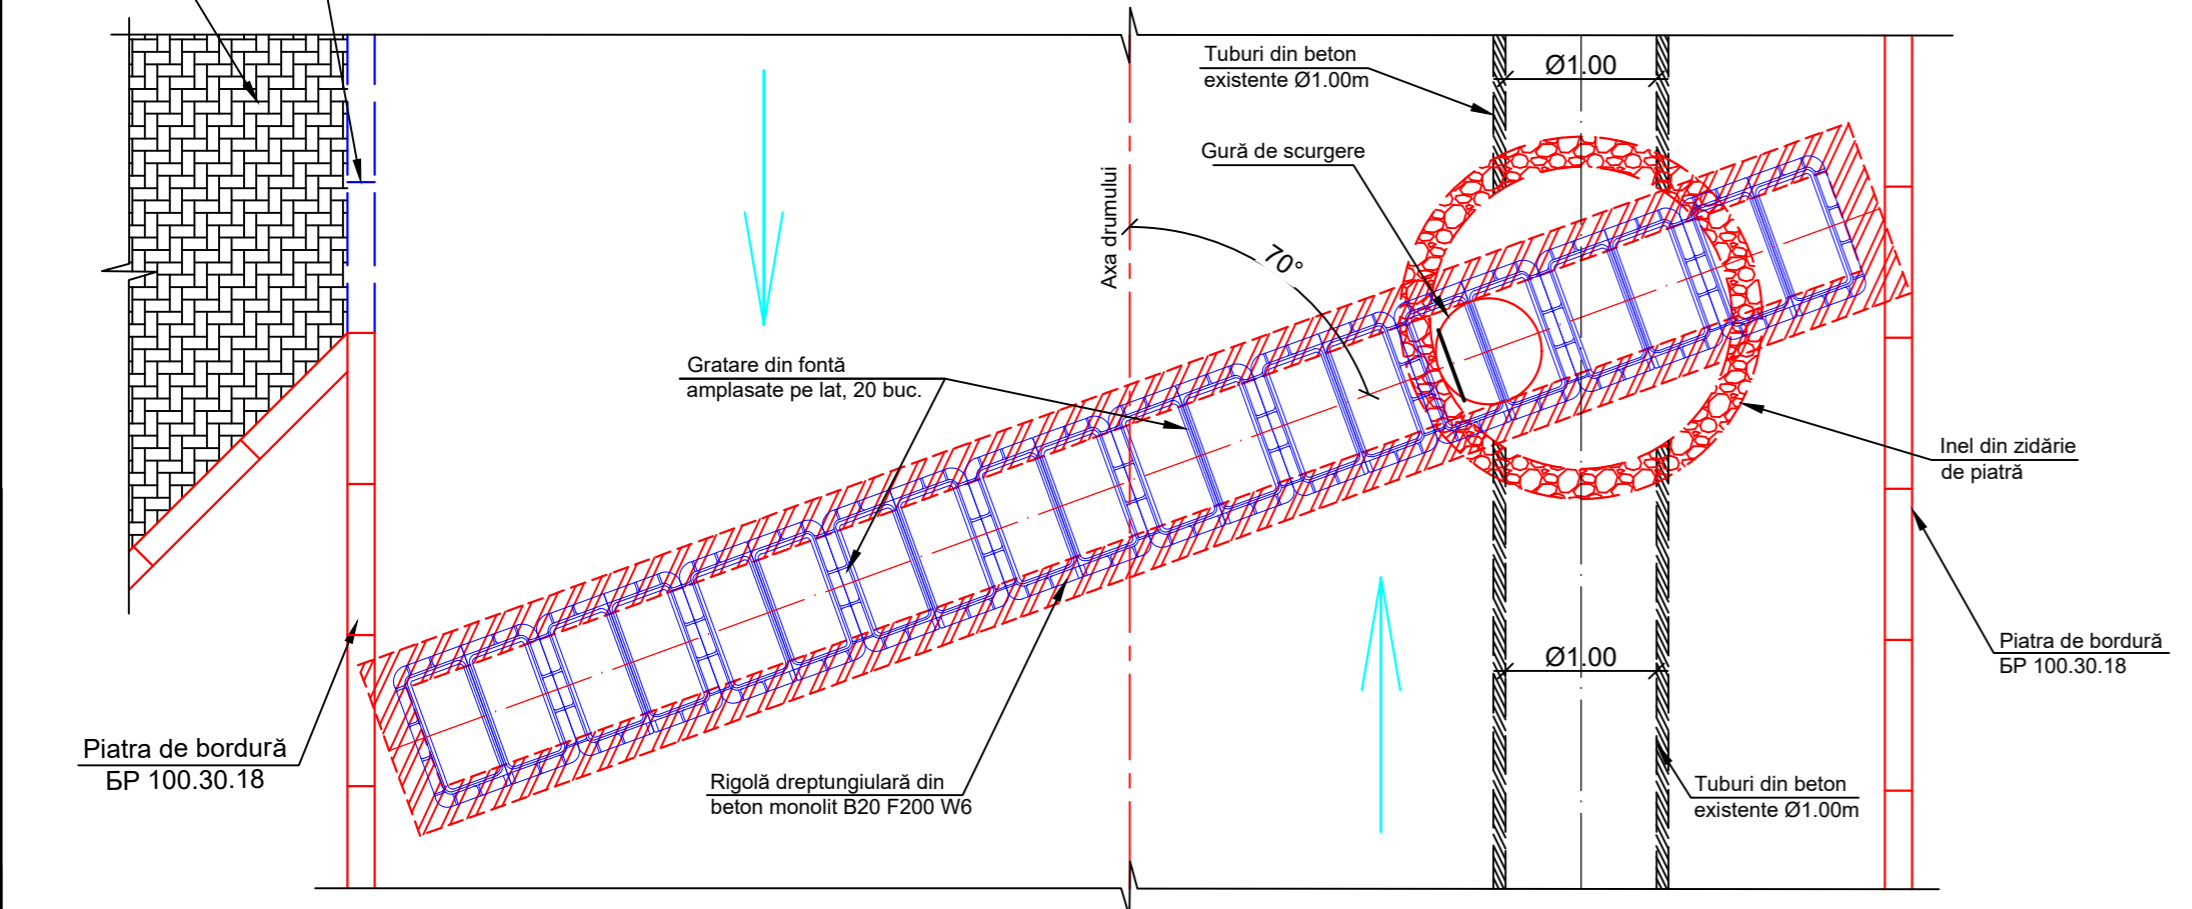 Tuburi din beton
existente Ø1.00m
Ø1.00
Gură de scurgere
Axa drumului
70°
Gratare din fontă
amplasate pe lat, 20 buc.
Inel din zidărie
de piatră
Ø1.00
Piatra de bordură
БР 100.30.18
Piatra de bordură
БР 100.30.18
Rigolă dreptungiulară din
beton monolit B20 F200 W6
Tuburi din beton
existente Ø1.00m